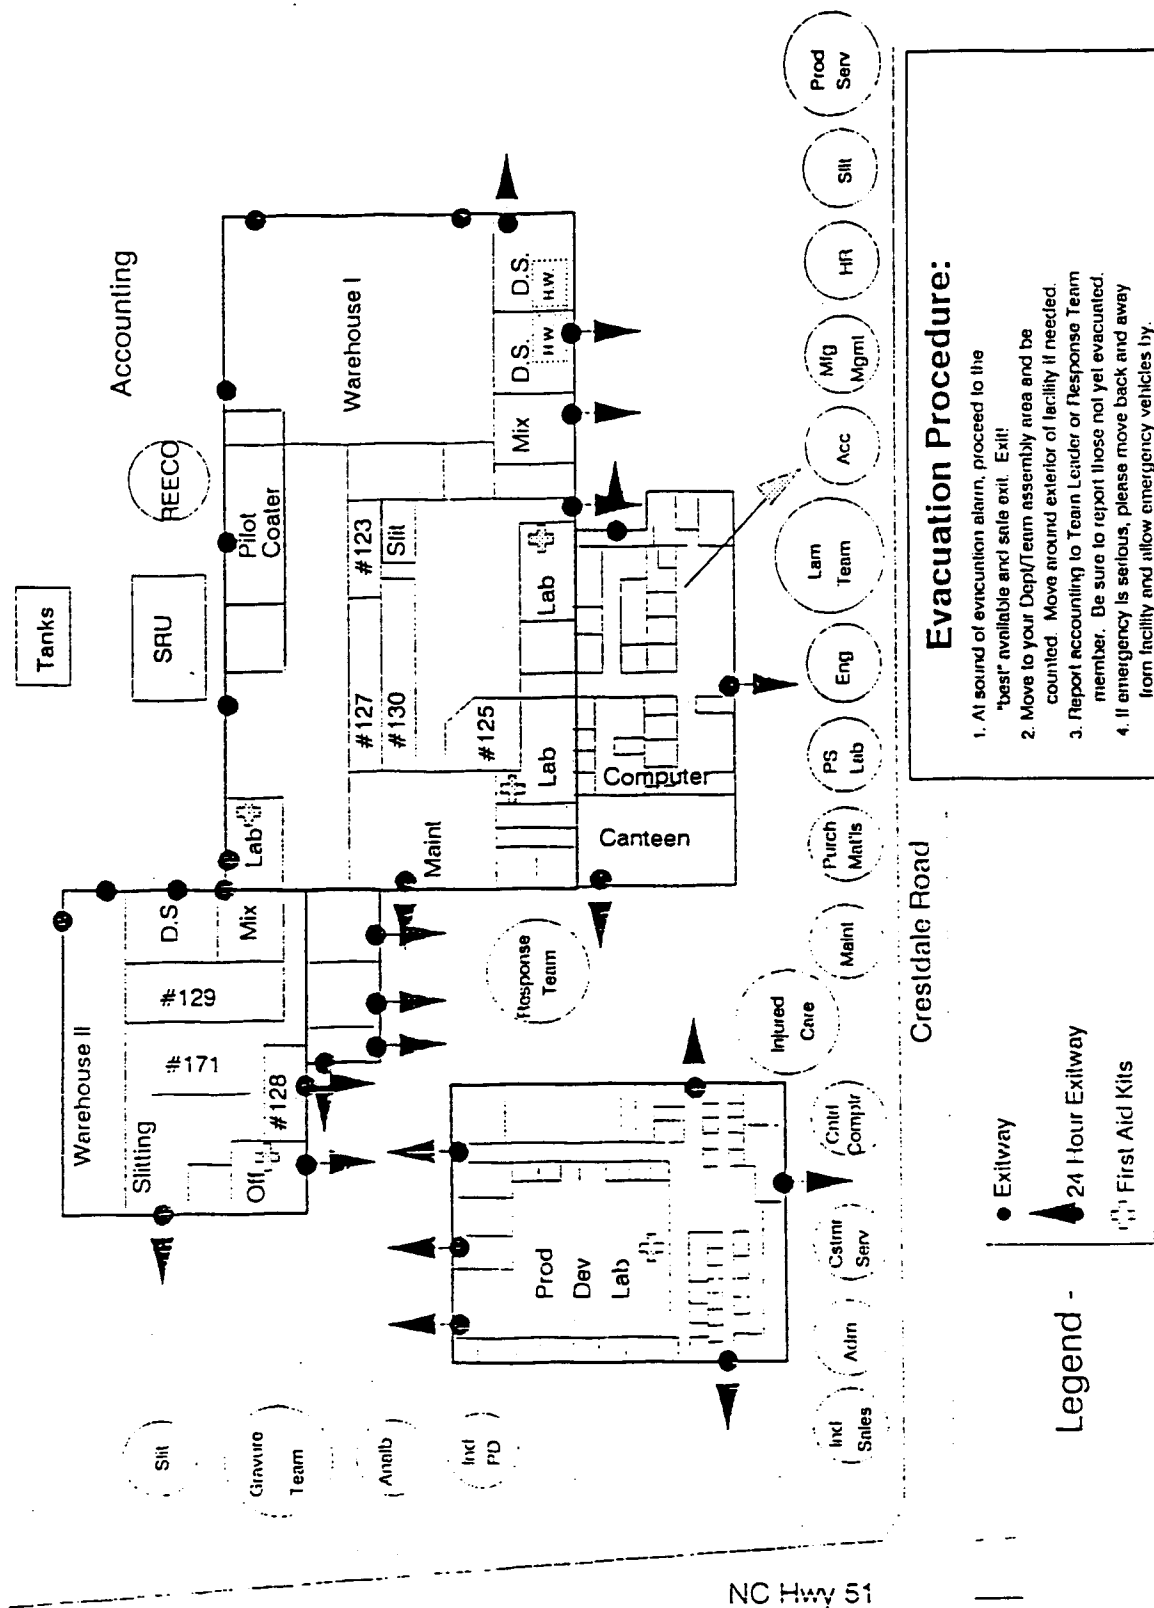 Accounting
Tanks
SRU
REECO
Warehouse II
D.S.
Mix
Lab
Pilot
Coater
Warehouse I
Slitting
#171
#129
#128
Off
#127
#123
#130
Slit
#125
Maint
Lab
Lab
Mix
D.S.
H.W.
D.S.
H.W.
Computer
Canteen
Response
Team
Prod
Dev
Lab
Injured
Care
Slit
Gravure
Team
Analb
Incl
PD
Incl
Sales
Adm
Cstmr
Serv
Cntrl
Comptr
Maint
Purch
Mat'ls
PS
Lab
Eng
Lam
Team
Acc
Mfg
Mgmt
HR
Slit
Prod
Serv
Crestdale Road
NC Hwy 51
Legend -
Exitway
24 Hour Exitway
First Aid Kits
Evacuation Procedure:
1. At sound of evacuation alarm, proceed to the
"best" available and safe exit. Exit!
2. Move to your Dept/Team assembly area and be
counted. Move around exterior of facility if needed.
3. Report accounting to Team Leader or Response Team
member. Be sure to report those not yet evacuated.
4. If emergency is serious, please move back and away
from facility and allow emergency vehicles by.